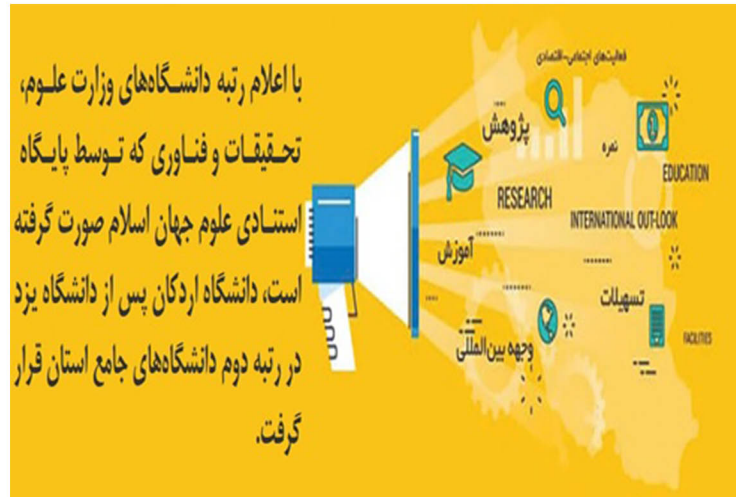 با اعلام رتبه دانشگاه‌های وزارت علوم،
تحقیقات و فناوری که توسط پایگاه
استنادی علوم جهان اسلام صورت گرفته
است، دانشگاه اردکان پس از دانشگاه یزد
در رتبه دوم دانشگاه‌های جامع استان قرار
گرفت.
فعالیت‌های اجتماعی-اقتصادی
پژوهش
نمره
EDUCATION
RESEARCH
INTERNATIONAL OUT-LOOK
آموزش
تسهیلات
وجهه بین‌المللی
FACILITIES